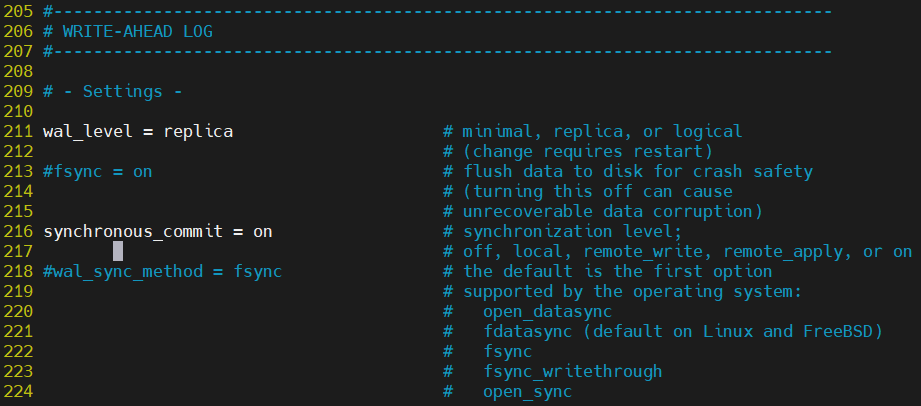 205 #------------------------------------------------------------------------------
206 # WRITE-AHEAD LOG
207 #------------------------------------------------------------------------------
208
209 # - Settings -
210
211 wal_level = replica                     # minimal, replica, or logical
212                                         # (change requires restart)
213 #fsync = on                             # flush data to disk for crash safety
214                                         # (turning this off can cause
215                                         # unrecoverable data corruption)
216 synchronous_commit = on                 # synchronization level;
217                                         # off, local, remote_write, remote_apply, or on
218 #wal_sync_method = fsync                # the default is the first option
219                                         # supported by the operating system:
220                                         #   open_datasync
221                                         #   fdatasync (default on Linux and FreeBSD)
222                                         #   fsync
223                                         #   fsync_writethrough
224                                         #   open_sync